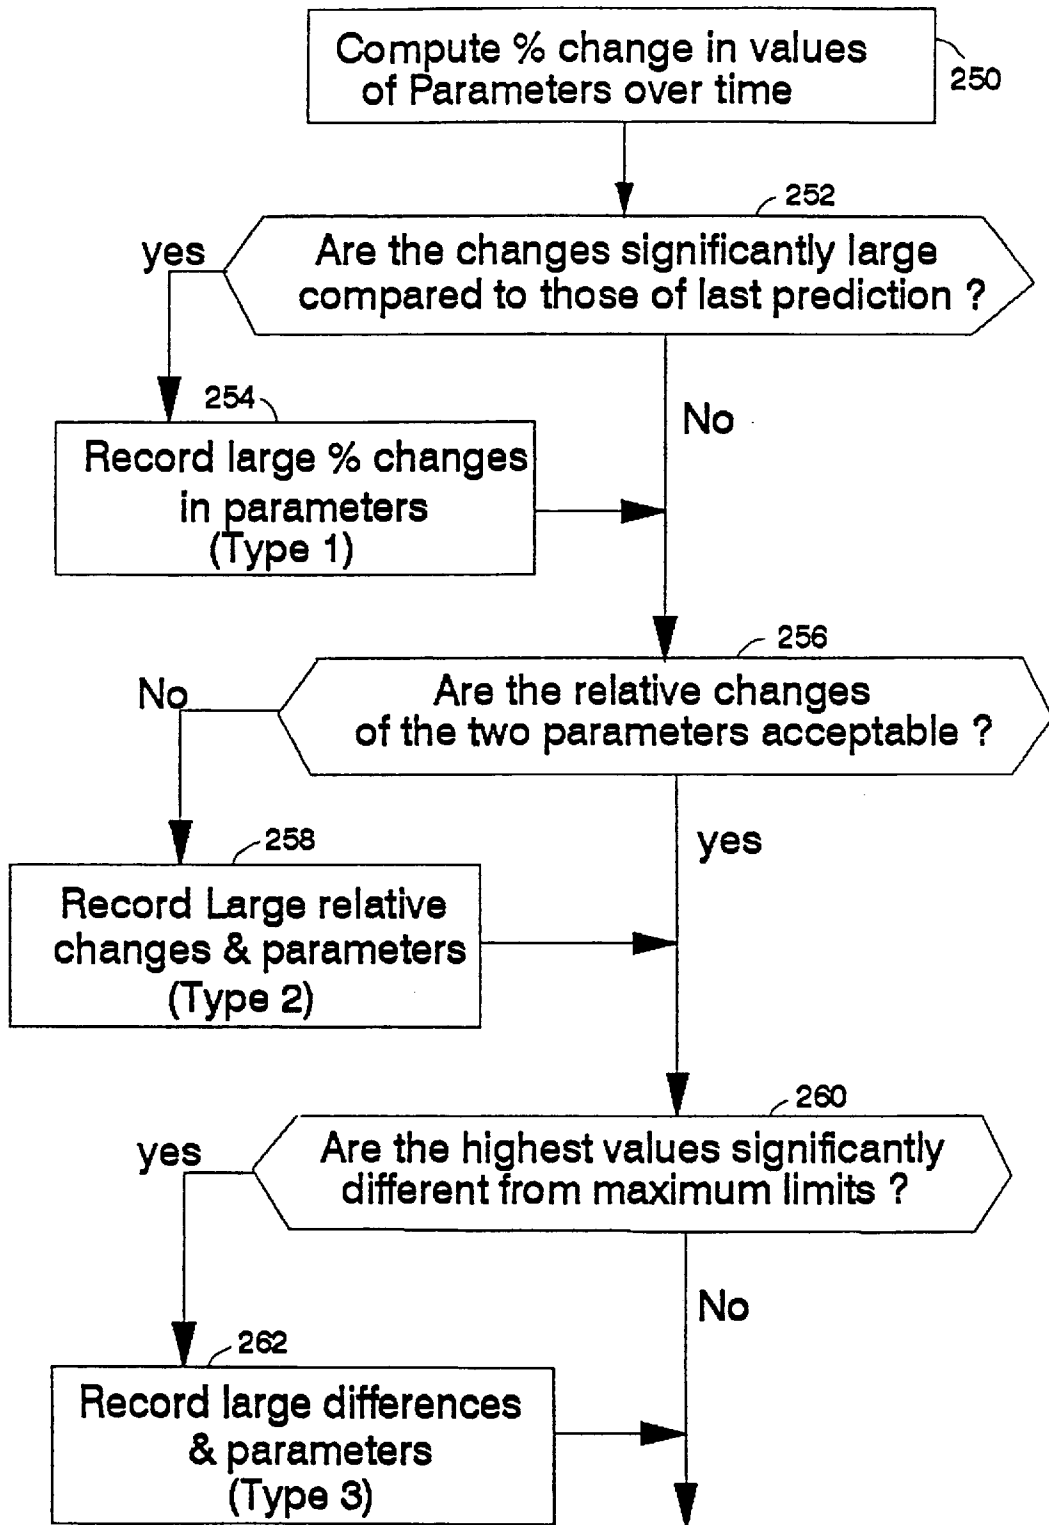 Compute % change in values
of Parameters over time
250
252
yes
Are the changes significantly large
compared to those of last prediction ?
254
No
Record large % changes
in parameters
(Type 1)
256
No
Are the relative changes
of the two parameters acceptable ?
258
yes
Record Large relative
changes & parameters
(Type 2)
260
yes
Are the highest values significantly
different from maximum limits ?
No
262
Record large differences
& parameters
(Type 3)